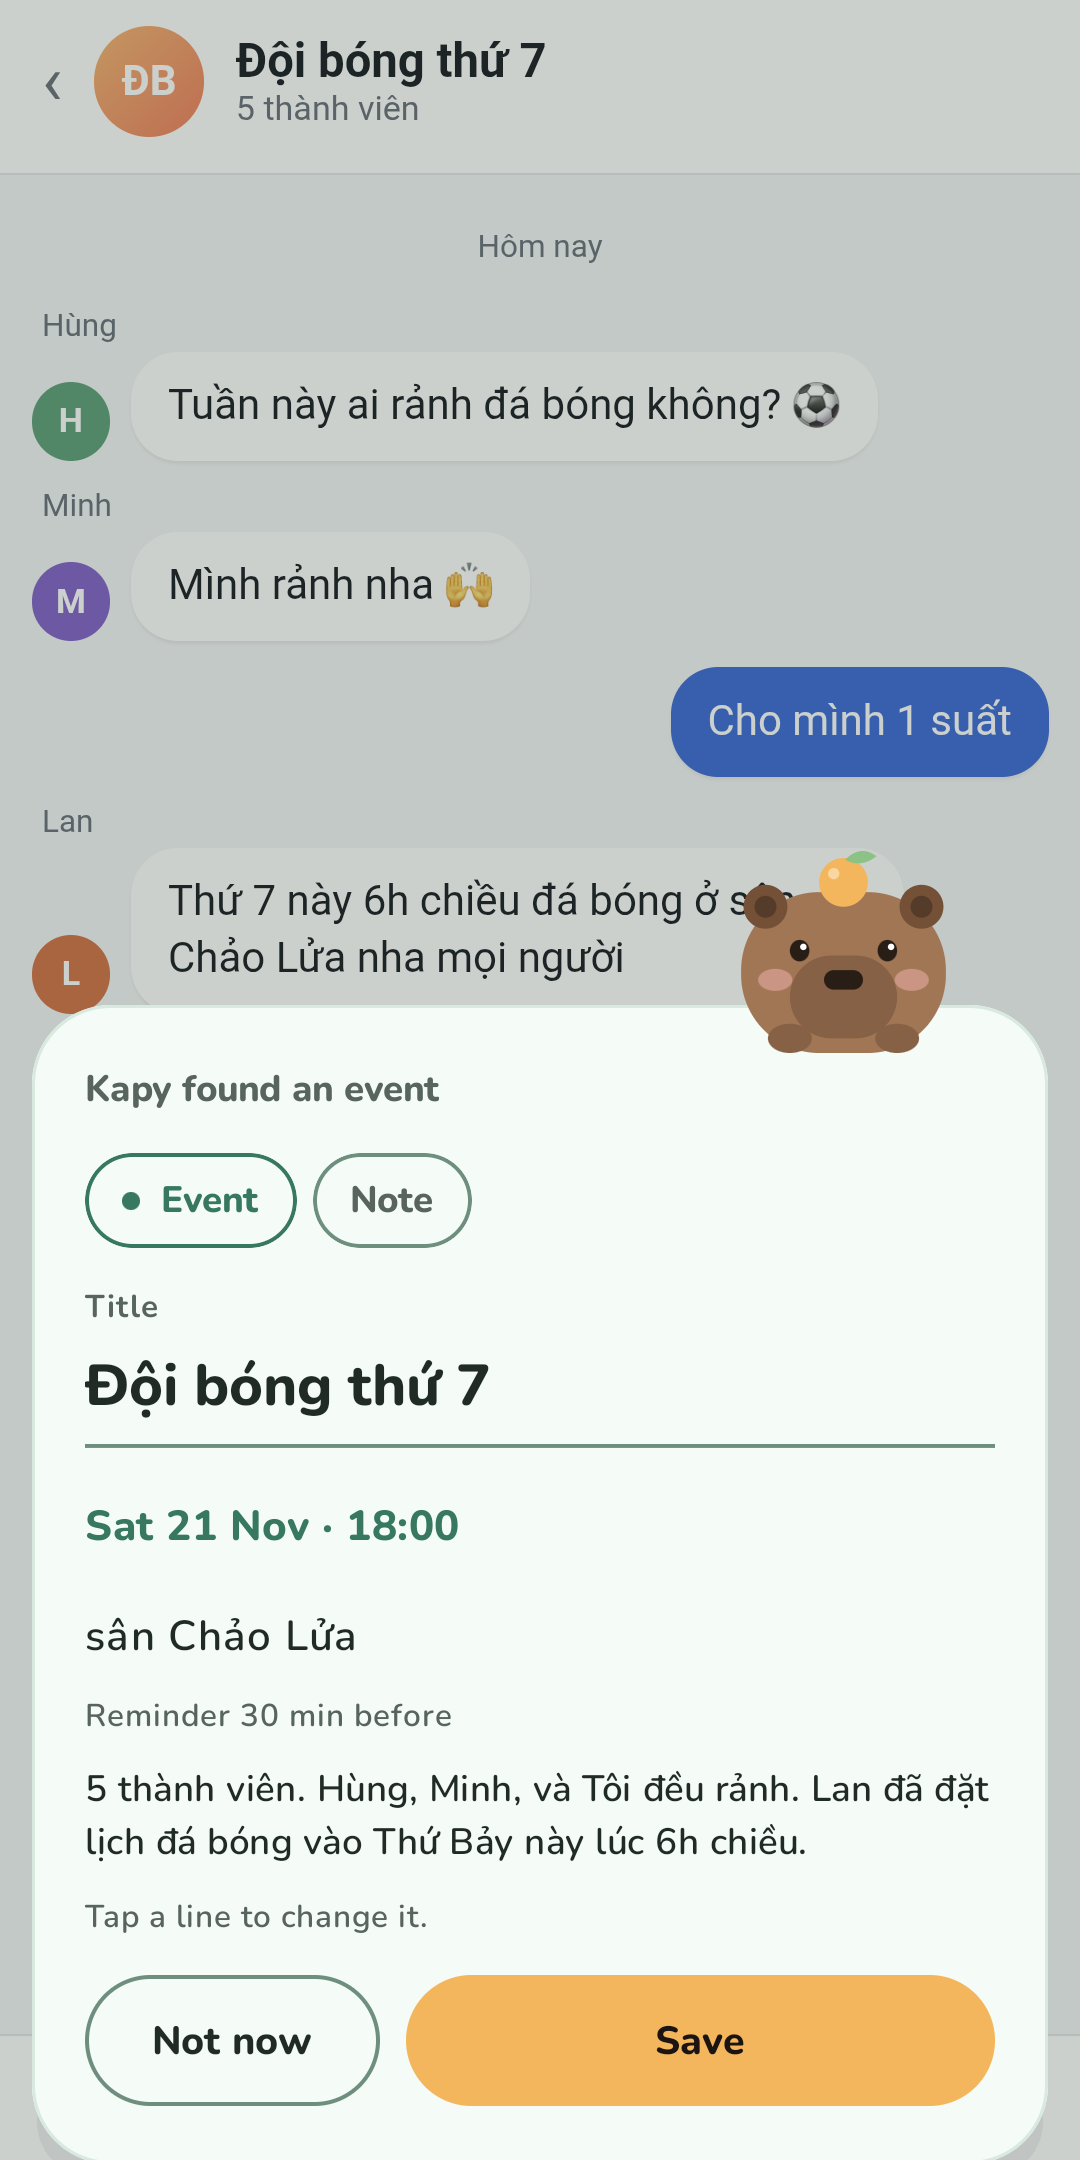 ĐB
Đội bóng thứ 7
5 thành viên
Hôm nay
Hùng
H
Tuần này ai rảnh đá bóng không? ⚽
Minh
M
Mình rảnh nha 🙌
Cho mình 1 suất
Lan
L
Thứ 7 này 6h chiều đá bóng ở
Chảo Lửa nha mọi người
Kapy found an event
Event
Note
Title
Đội bóng thứ 7
Sat 21 Nov · 18:00
sân Chảo Lửa
Reminder 30 min before
5 thành viên. Hùng, Minh, và Tôi đều rảnh. Lan đã đặt
lịch đá bóng vào Thứ Bảy này lúc 6h chiều.
Tap a line to change it.
Not now
Save